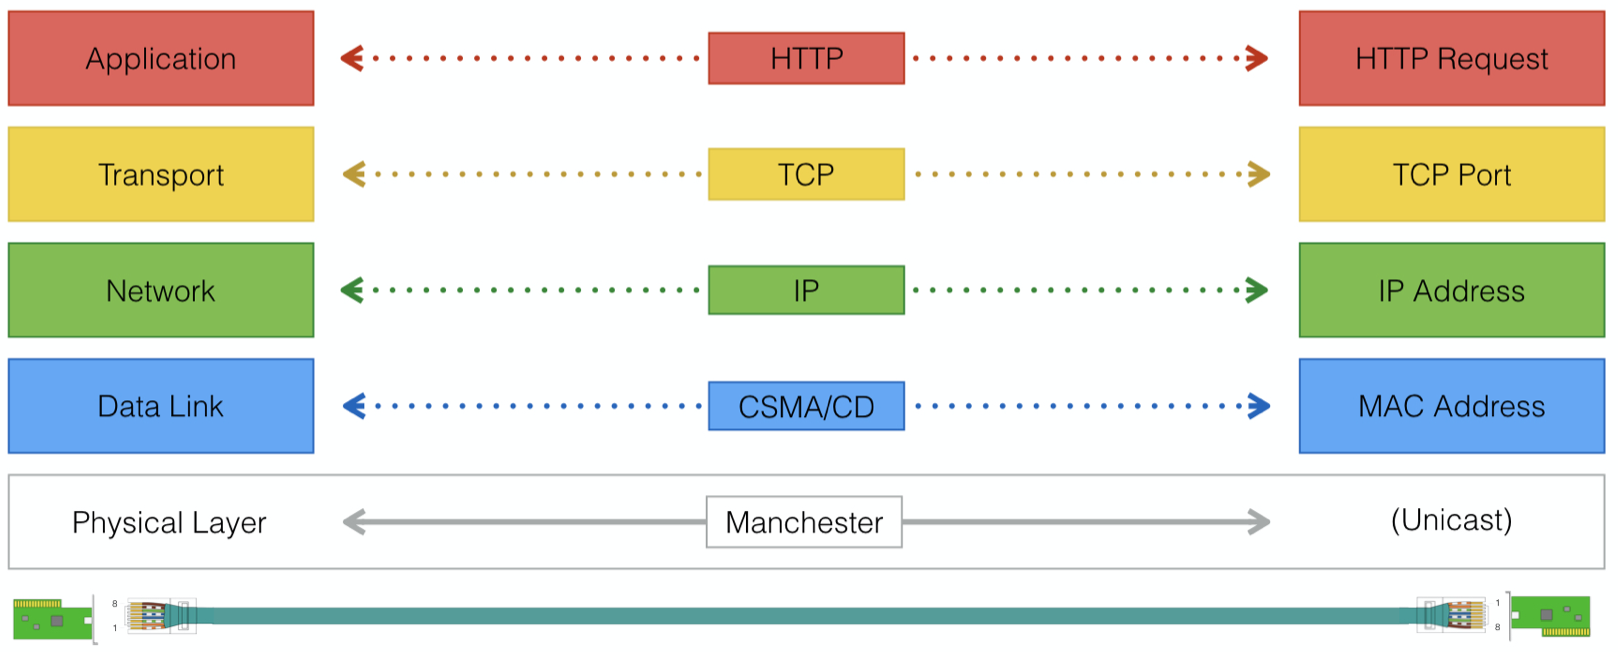 Application
HTTP
HTTP Request
Transport
TCP
TCP Port
Network
IP
IP Address
Data Link
CSMA/CD
MAC Address
Physical Layer
Manchester
(Unicast)
8
1
1
8